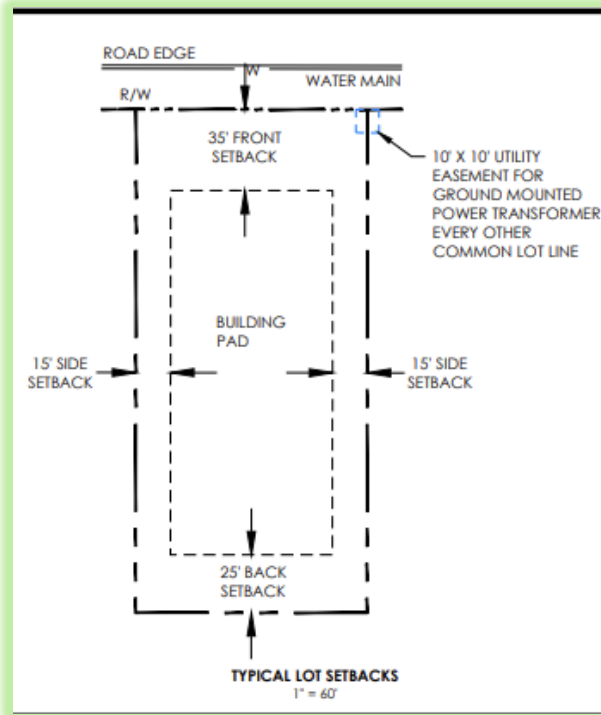 ROAD EDGE
W
WATER MAIN
R/W
35' FRONT
SETBACK
10' X 10' UTILITY
EASEMENT FOR
GROUND MOUNTED
POWER TRANSFORMER
EVERY OTHER
COMMON LOT LINE
BUILDING
PAD
15' SIDE
SETBACK
15' SIDE
SETBACK
25' BACK
SETBACK
TYPICAL LOT SETBACKS
1" = 60'